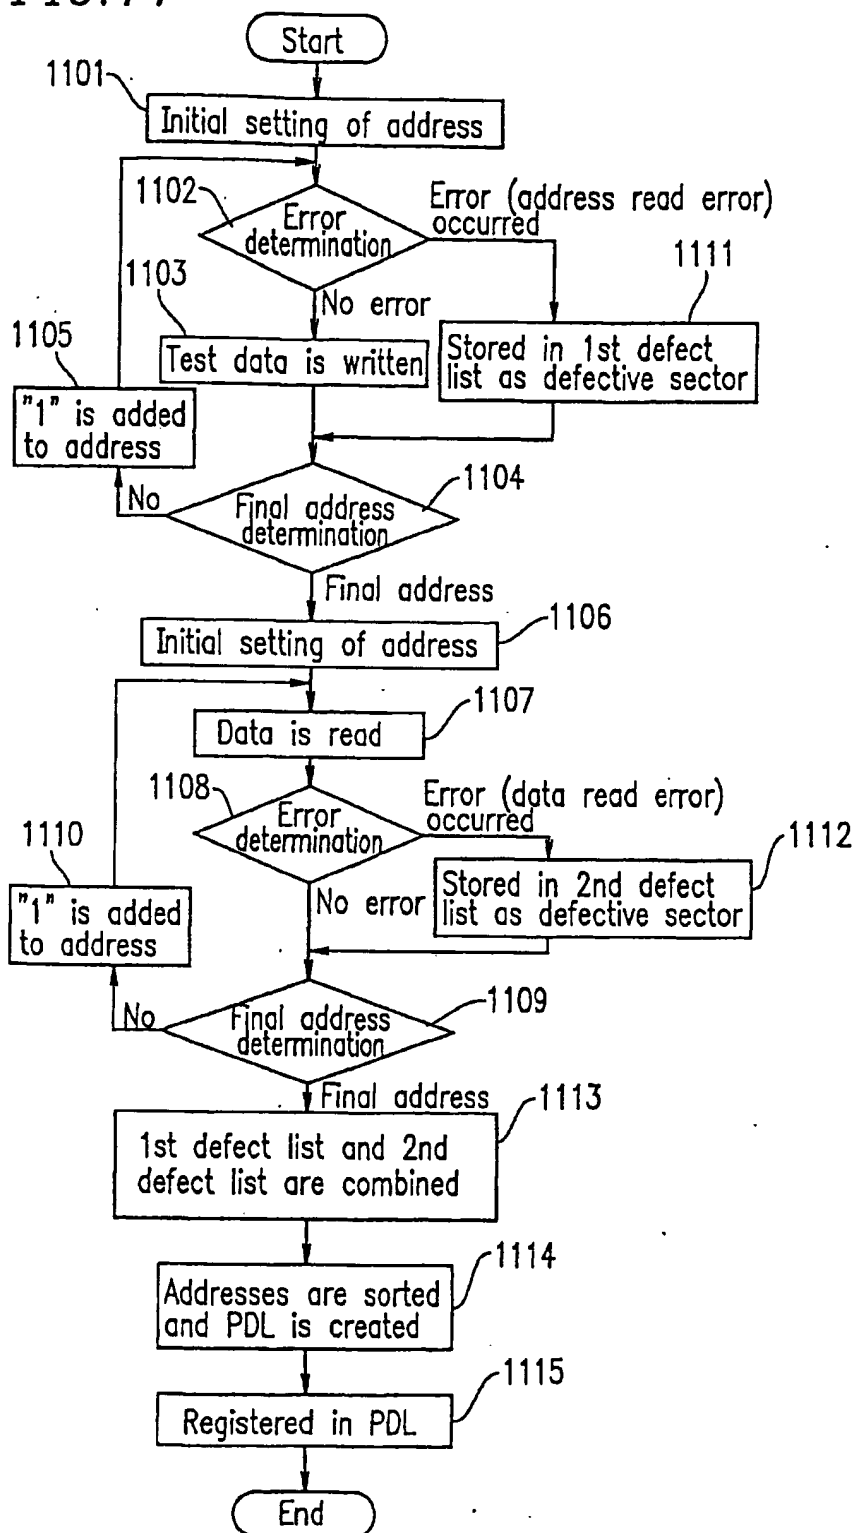 Start
1101
Initial setting of address
1102
Error
determination
Error (address read error)
occurred
1111
1103
No error
1105
Test data is written
Stored in 1st defect
list as defective sector
"1" is added
to address
1104
No
Final address
determination
Final address
1106
Initial setting of address
1107
Data is read
1108
Error
determination
Error (data read error)
occurred
1110
1112
No error
Stored in 2nd defect
list as defective sector
"1" is added
to address
1109
No
Final address
determination
Final address
1113
1st defect list and 2nd
defect list are combined
1114
Addresses are sorted
and PDL is created
1115
Registered in PDL
End